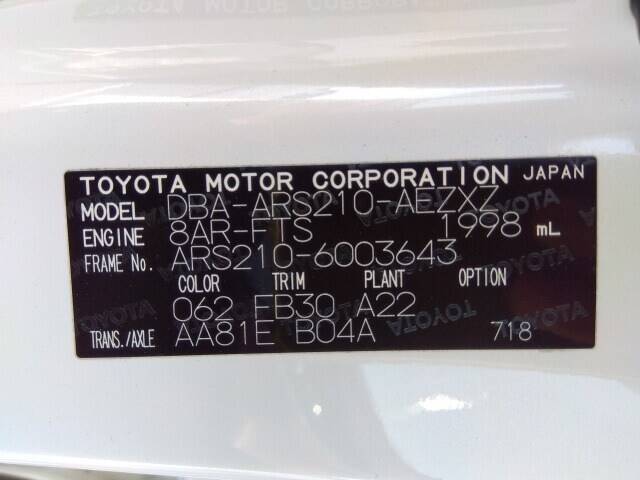 TOYOTA MOTOR CORPORATION JAPAN
MODEL DBA-ARS210-AEZXZ
ENGINE 8AR-FTS 1998 mL
FRAME No. ARS210-6003643
COLOR TRIM PLANT OPTION
062 FB30 A22
TRANS./AXLE AA81E B04A 718